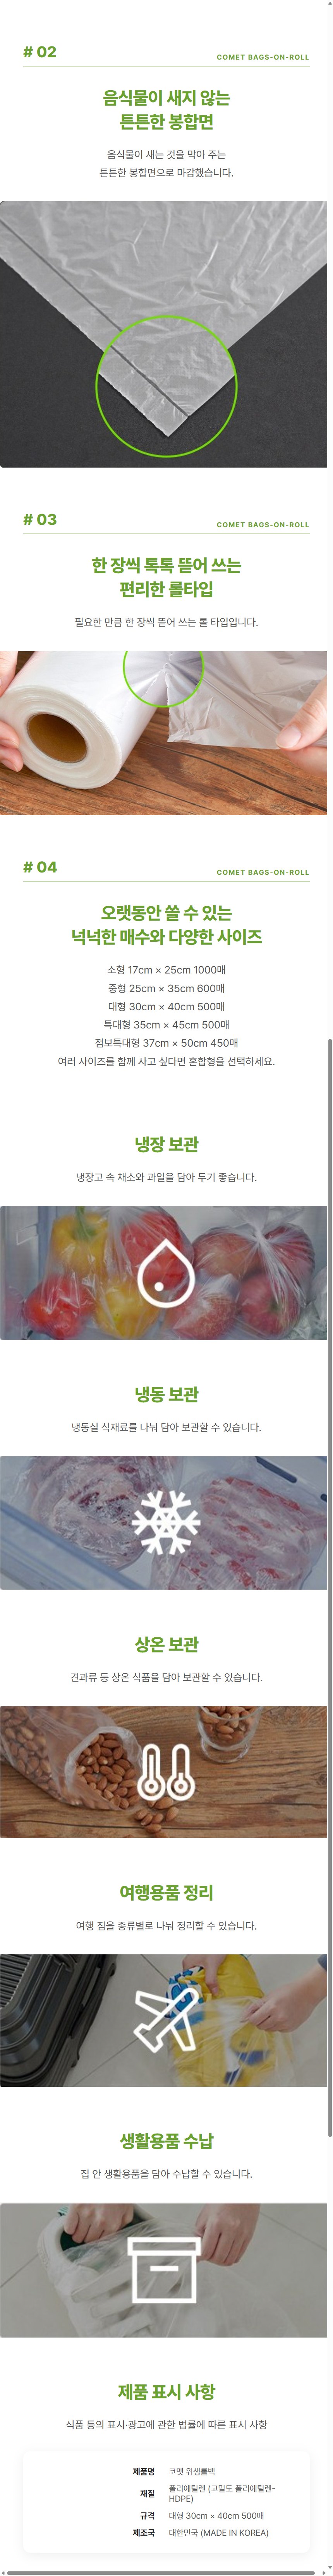 # 02
COMET BAGS-ON-ROLL
음식물이 새지 않는
튼튼한 봉합면
음식물이 새는 것을 막아 주는
튼튼한 봉합면으로 마감했습니다.
# 03
COMET BAGS-ON-ROLL
한 장씩 톡톡 뜯어 쓰는
편리한 롤타입
필요한 만큼 한 장씩 뜯어 쓰는 롤 타입입니다.
# 04
COMET BAGS-ON-ROLL
오랫동안 쓸 수 있는
넉넉한 매수와 다양한 사이즈
소형 17cm × 25cm 1000매
중형 25cm × 35cm 600매
대형 30cm × 40cm 500매
특대형 35cm × 45cm 500매
점보특대형 37cm × 50cm 450매
여러 사이즈를 함께 사고 싶다면 혼합형을 선택하세요.
냉장 보관
냉장고 속 채소와 과일을 담아 두기 좋습니다.
냉동 보관
냉동실 식재료를 나눠 담아 보관할 수 있습니다.
상온 보관
견과류 등 상온 식품을 담아 보관할 수 있습니다.
여행용품 정리
여행 짐을 종류별로 나눠 정리할 수 있습니다.
생활용품 수납
집 안 생활용품을 담아 수납할 수 있습니다.
제품 표시 사항
식품 등의 표시·광고에 관한 법률에 따른 표시 사항
제품명 코멧 위생롤백
재질 폴리에틸렌 (고밀도 폴리에틸렌-
HDPE)
규격 대형 30cm × 40cm 500매
제조국 대한민국 (MADE IN KOREA)